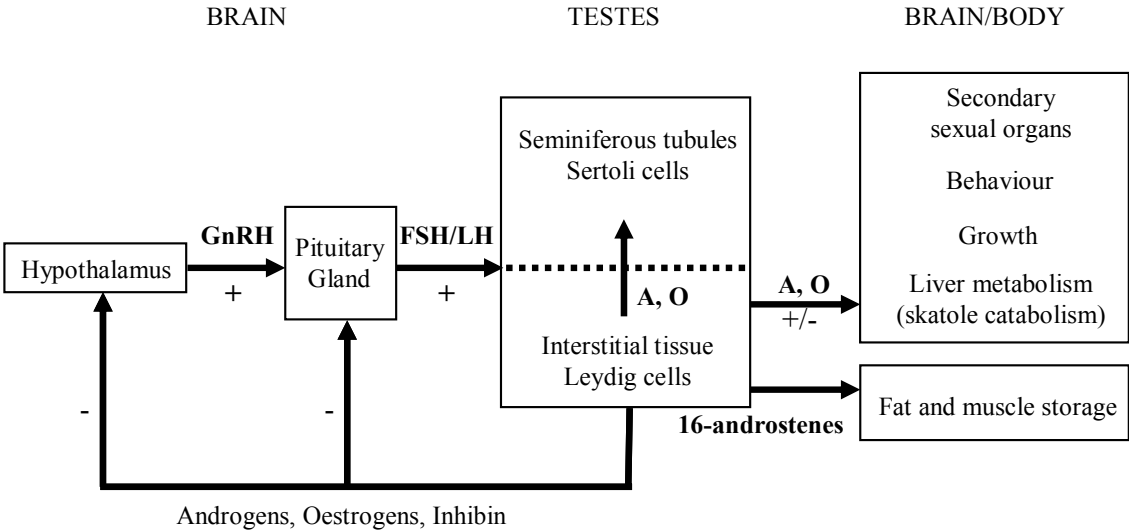 BRAIN
TESTES
BRAIN/BODY
Hypothalamus
GnRH
+
Pituitary
Gland
FSH/LH
+
Seminiferous tubules
Sertoli cells
A, O
Interstitial tissue
Leydig cells
A, O
+/-
Secondary
sexual organs
Behaviour
Growth
Liver metabolism
(skatole catabolism)
16-androstenes
Fat and muscle storage
-
-
Androgens, Oestrogens, Inhibin